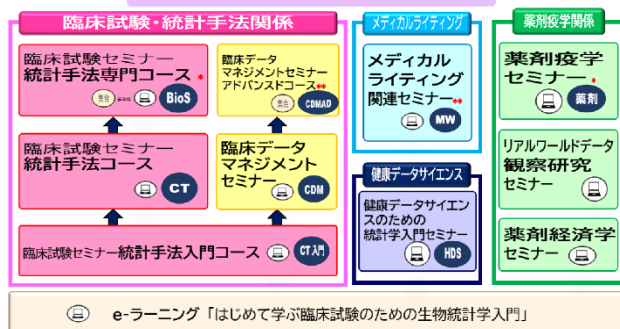 臨床試験・統計手法関係
臨床試験セミナー
統計手法専門コース *
集合 BioS
臨床データ
マネジメントセミナー
アドバンスドコース**
集合 CDMAD
臨床試験セミナー
統計手法コース
CT
臨床データ
マネジメント
セミナー
CDM
臨床試験セミナー統計手法入門コース
CT入門
メディカルライティング
メディカル
ライティング
関連セミナー**
MW
健康データサイエンス
健康データサイエン
スのための
統計学入門セミナー
HDS
薬剤疫学関係
薬剤疫学
セミナー *
薬剤
リアルワールドデータ
観察研究
セミナー
薬剤経済学
セミナー
e-ラーニング「はじめて学ぶ臨床試験のための生物統計学入門」